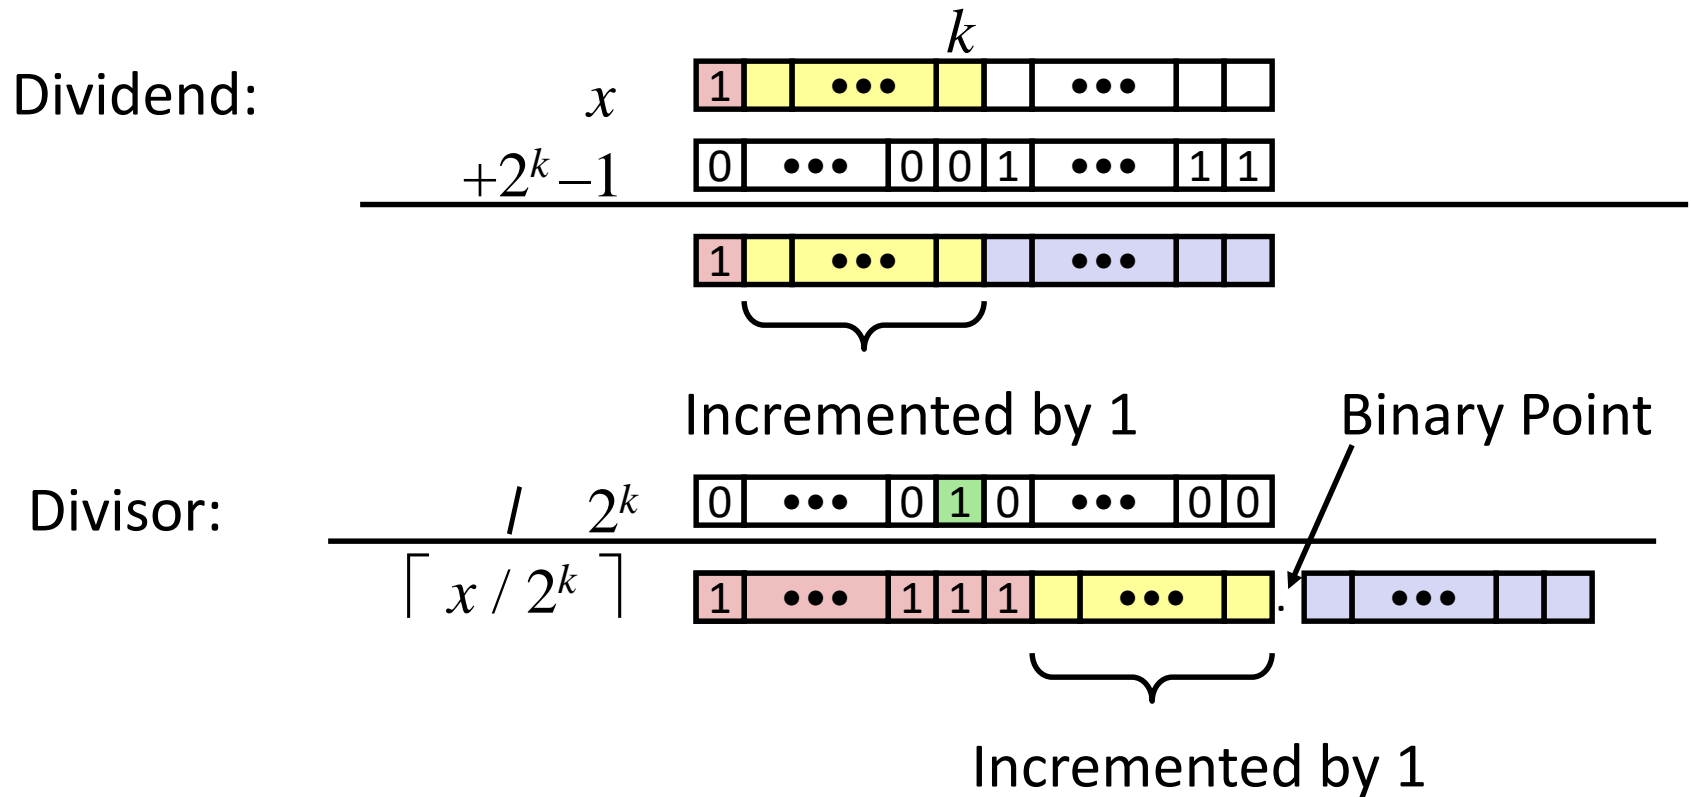 k
Dividend: x 1 ••• •••
+2^k–1 0 ••• 0 0 1 ••• 1 1
1 ••• •••
Incremented by 1
Binary Point
Divisor: / 2^k 0 ••• 0 1 0 ••• 0 0
⌈ x / 2^k ⌉ 1 ••• 1 1 1 ••• . •••
Incremented by 1